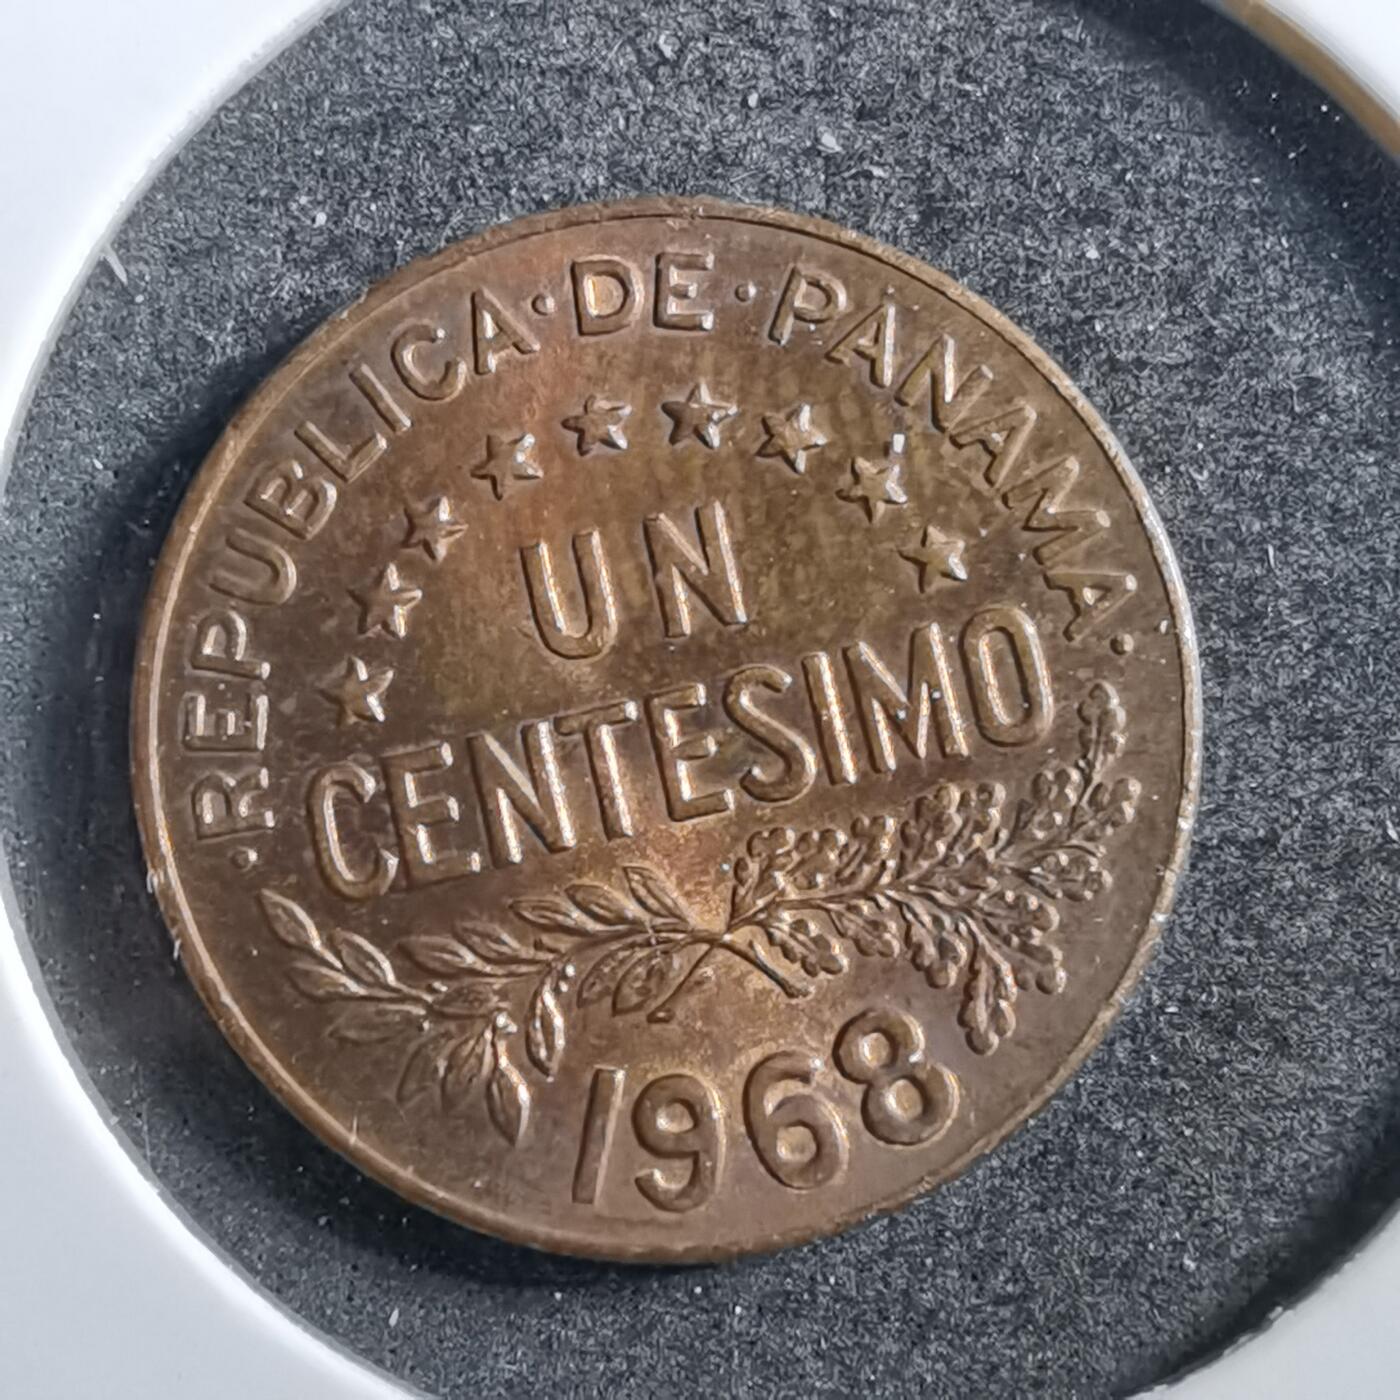 ·REPUBLICA·DE·PANAMA·
UN
CENTESIMO
1968